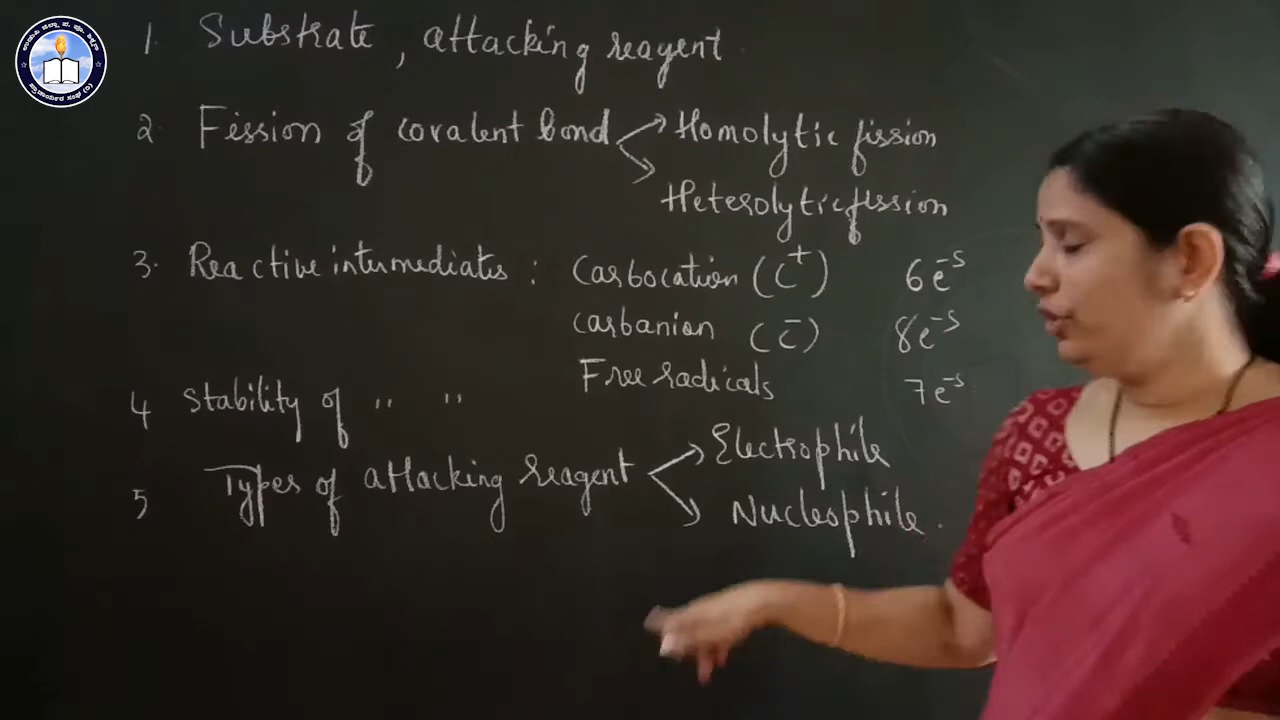 1. Substrate, attacking reagent
2. Fission of covalent bond → Homolytic fission
→ Heterolytic fission
3. Reactive intermediates : Carbocation (C⁺) 6e⁻ˢ
Carbanion (C̄) 8e⁻ˢ
Free radicals 7e⁻ˢ
4 Stability of " "
5 Types of attacking reagent → Electrophile
→ Nucleophile.